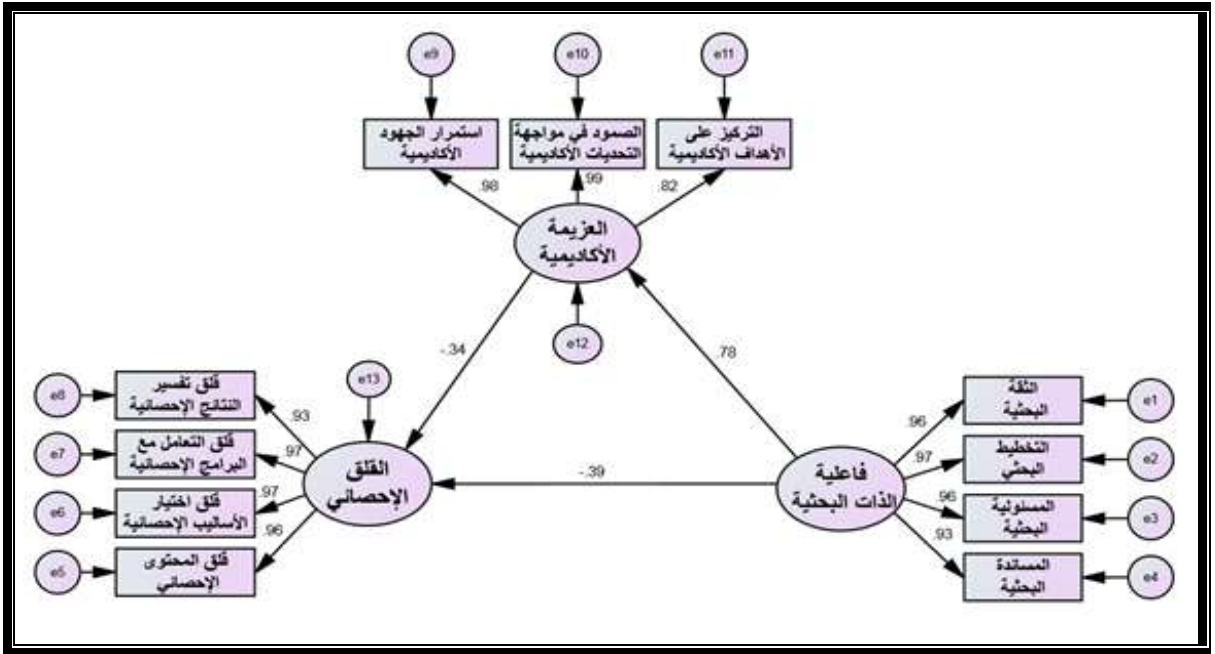 e9
e10
e11
استمرار الجهود
الأكاديمية
الصمود في مواجهة
التحديات الأكاديمية
التركيز على
الأهداف الأكاديمية
.98
.99
.82
العزيمة
الأكاديمية
e12
-.34
.78
e13
قلق تفسير
النتائج الإحصائية
e8
.93
قلق التعامل مع
البرامج الإحصائية
e7
.97
قلق اختيار
الأساليب الإحصائية
e6
.97
قلق المحتوى
الإحصائي
e5
.96
القلق
الإحصائي
-.39
فاعلية
الذات البحثية
الثقة
البحثية
e1
.96
التخطيط
البحثي
e2
.97
المسئولية
البحثية
e3
.96
المساندة
البحثية
e4
.93